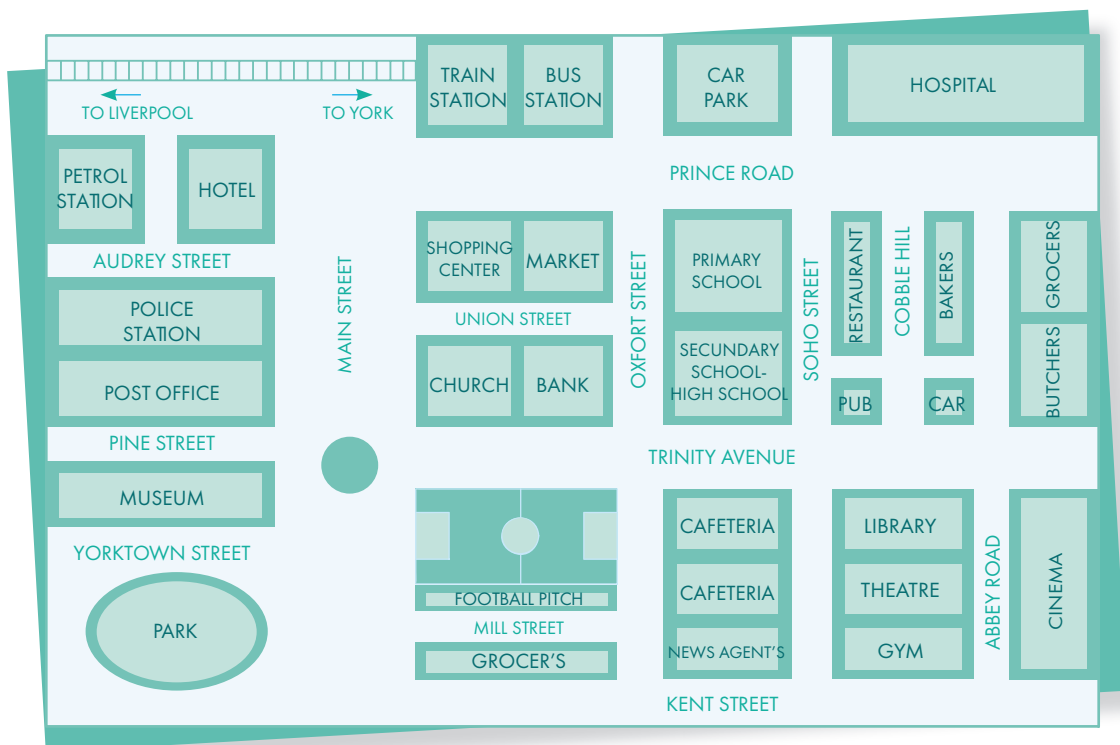 TRAIN
STATION
BUS
STATION
CAR
PARK
HOSPITAL
TO LIVERPOOL
TO YORK
PETROL
STATION
HOTEL
PRINCE ROAD
AUDREY STREET
MAIN STREET
SHOPPING
CENTER
MARKET
OXFORT STREET
PRIMARY
SCHOOL
SOHO STREET
RESTAURANT
COBBLE HILL
BAKERS
GROCERS
POLICE
STATION
UNION STREET
POST OFFICE
CHURCH
BANK
SECUNDARY
SCHOOL-
HIGH SCHOOL
PUB
CAR
BUTCHERS
PINE STREET
TRINITY AVENUE
MUSEUM
CAFETERIA
LIBRARY
YORKTOWN STREET
ABBEY ROAD
CINEMA
FOOTBALL PITCH
CAFETERIA
THEATRE
PARK
MILL STREET
GROCER'S
NEWS AGENT'S
GYM
KENT STREET